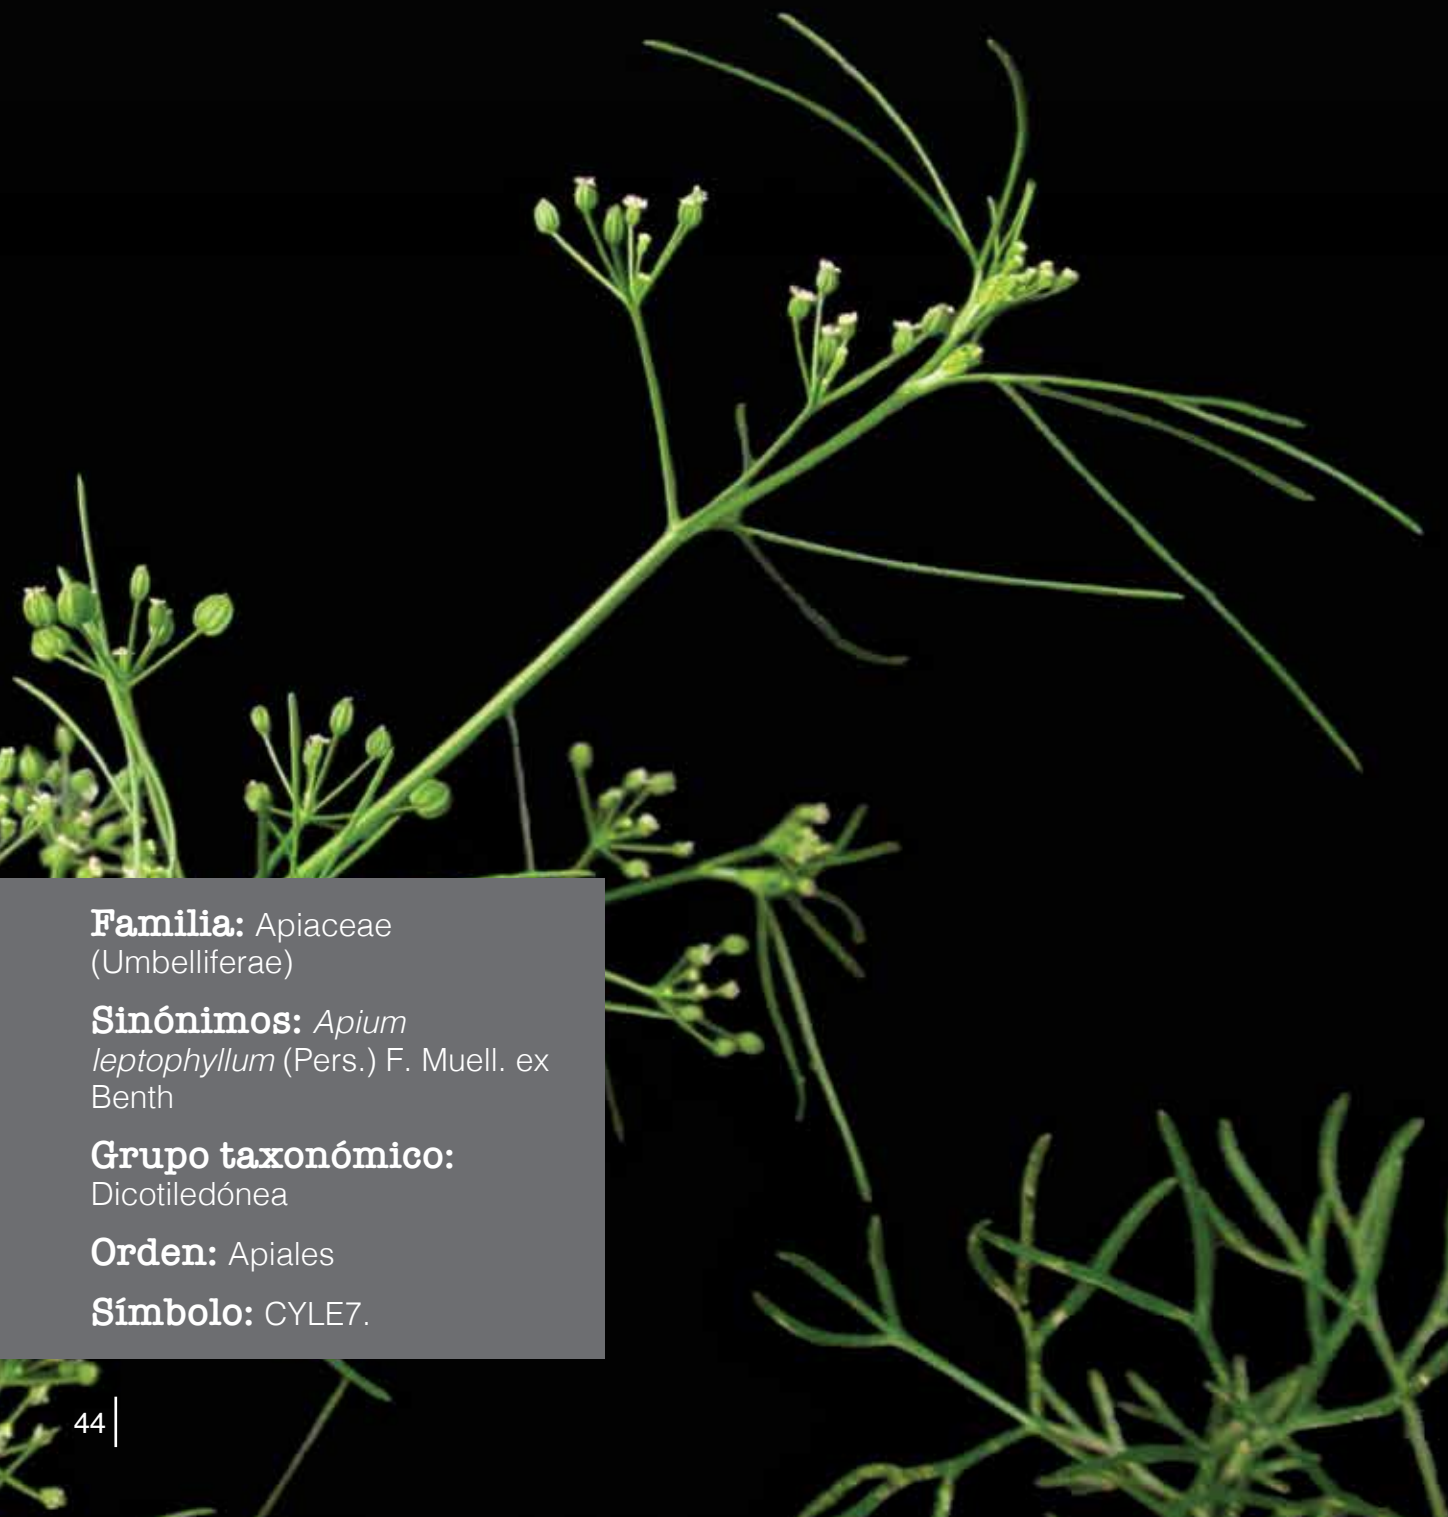 Familia: Apiaceae
(Umbelliferae)
Sinónimos: Apium
leptophyllum (Pers.) F. Muell. ex
Benth
Grupo taxonómico:
Dicotiledónea
Orden: Apiales
Símbolo: CYLE7.
44